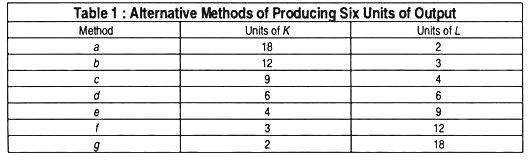 Table 1 : Alternative Methods of Producing Six Units of Output
Method Units of K Units of L
a 18 2
b 12 3
c 9 4
d 6 6
e 4 9
f 3 12
g 2 18